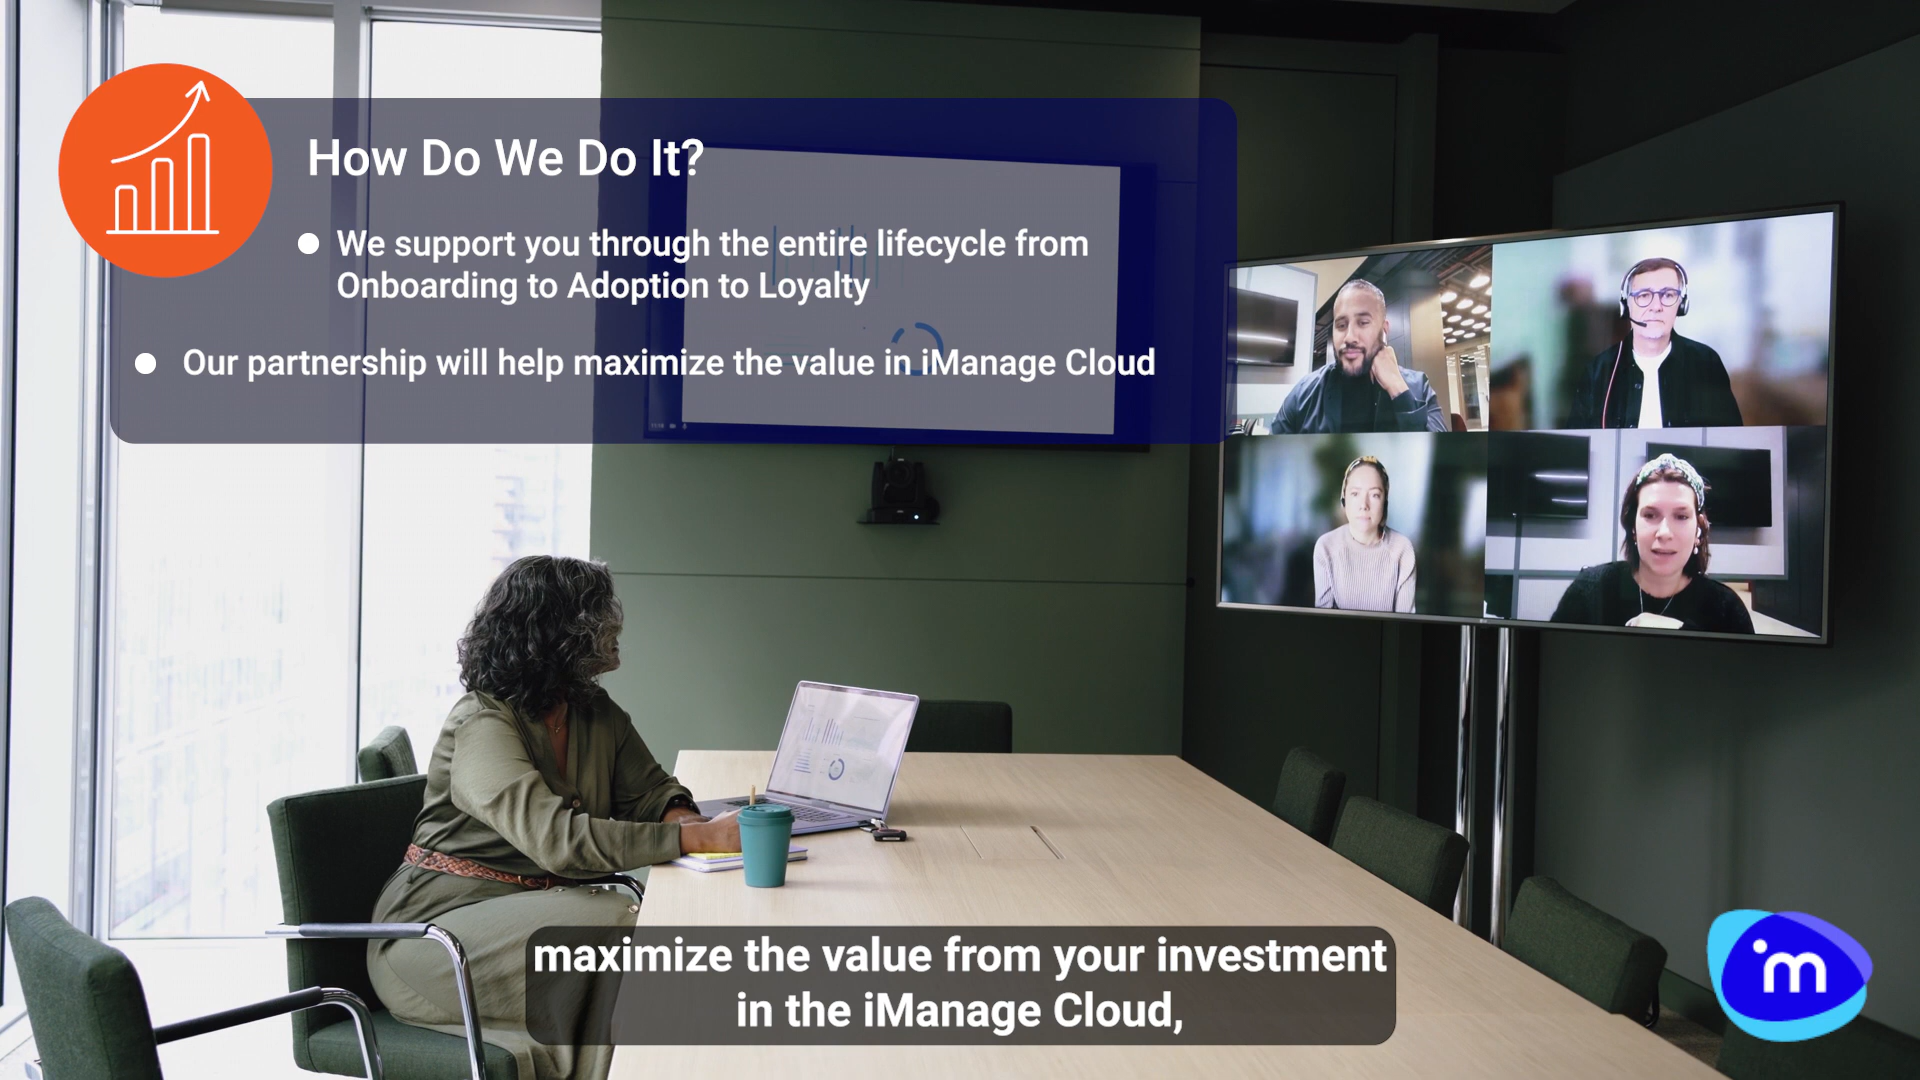 How Do We Do It?
We support you through the entire lifecycle from
Onboarding to Adoption to Loyalty
Our partnership will help maximize the value in iManage Cloud
maximize the value from your investment
in the iManage Cloud,
im